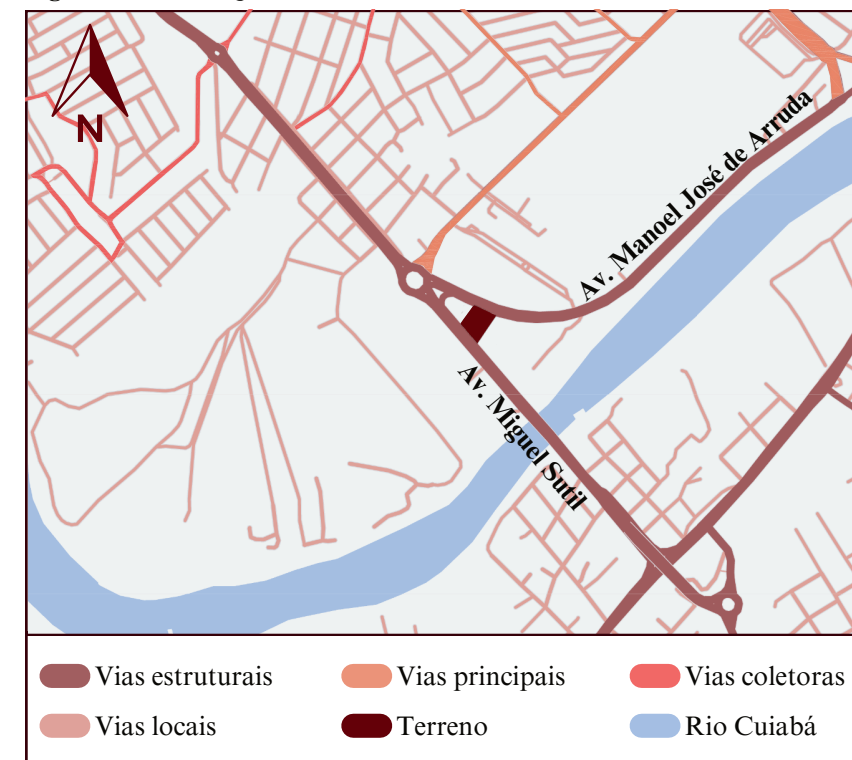 N
Av. Manoel José de Arruda
Av. Miguel Sutil
Vias estruturais
Vias principais
Vias coletoras
Vias locais
Terreno
Rio Cuiabá